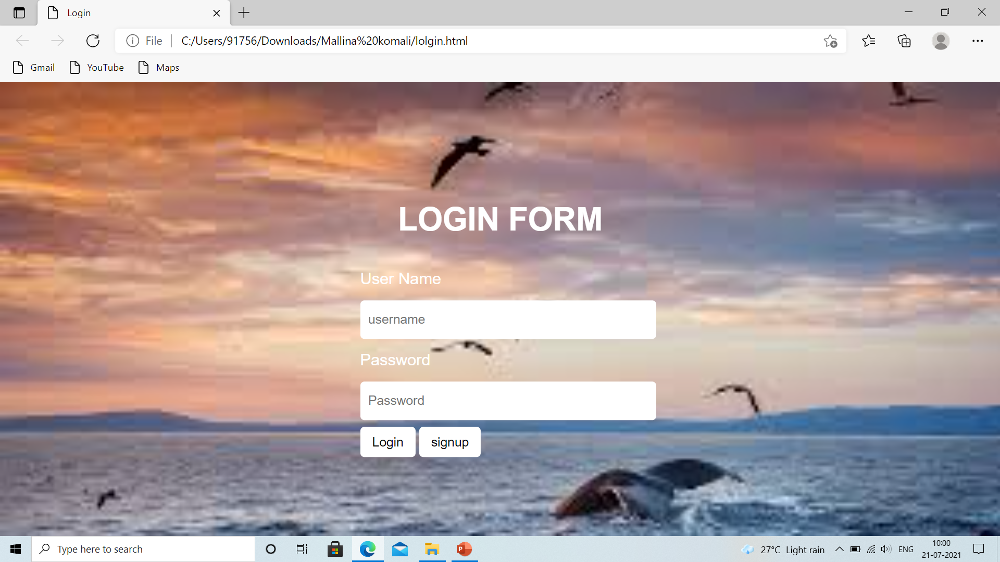 Login
File
C:/Users/91756/Downloads/Mallina%20komali/lolgin.html
Gmail YouTube Maps
LOGIN FORM
User Name
username
Password
Password
Login signup
Type here to search
27°C Light rain
ENG
10:00
21-07-2021